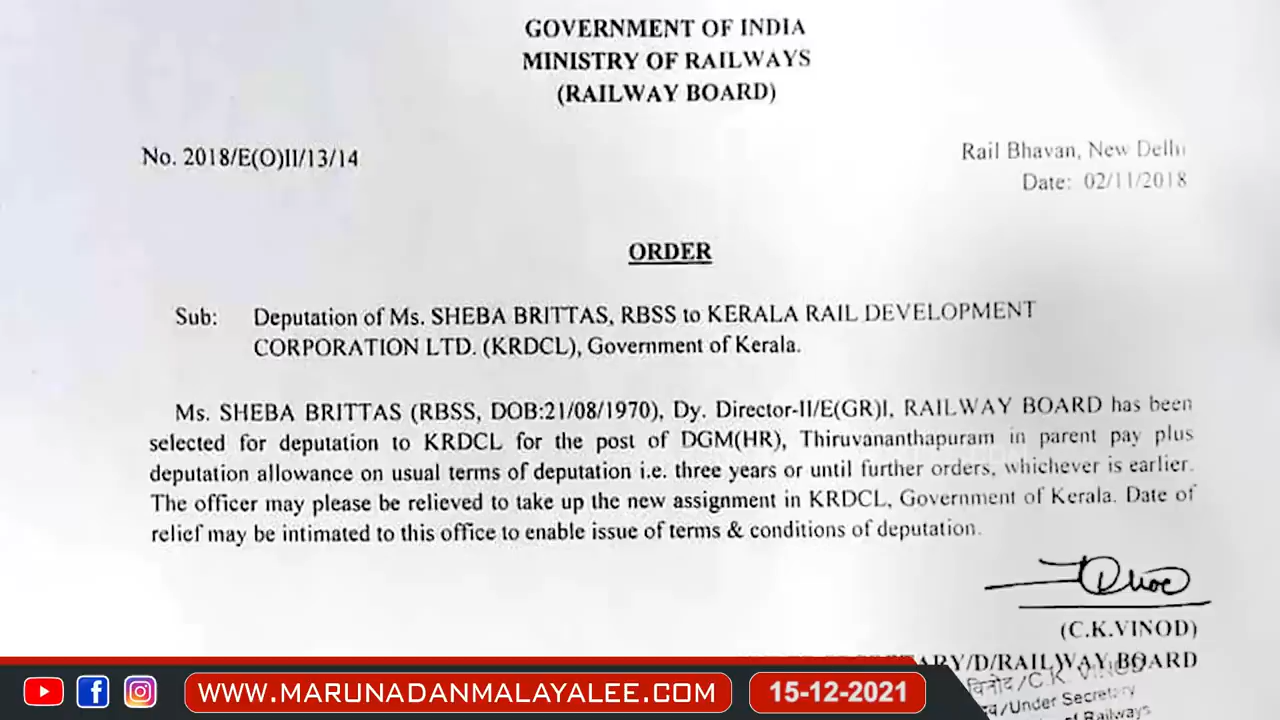 GOVERNMENT OF INDIA
MINISTRY OF RAILWAYS
(RAILWAY BOARD)
No. 2018/E(O)II/13/14
Rail Bhavan, New Delhi
Date: 02/11/2018
ORDER
Sub: Deputation of Ms. SHEBA BRITTAS, RBSS to KERALA RAIL DEVELOPMENT
CORPORATION LTD. (KRDCL), Government of Kerala.
Ms. SHEBA BRITTAS (RBSS, DOB:21/08/1970), Dy. Director-II/E(GR)I, RAILWAY BOARD has been
selected for deputation to KRDCL for the post of DGM(HR), Thiruvananthapuram in parent pay plus
deputation allowance on usual terms of deputation i.e. three years or until further orders, whichever is earlier.
The officer may please be relieved to take up the new assignment in KRDCL, Government of Kerala. Date of
relief may be intimated to this office to enable issue of terms & conditions of deputation.
(C.K.VINOD)
/D/RAILWAY BOARD
विनोद/C.K. VINOD
/Under Secretary
of Railways
WWW.MARUNADANMALAYALEE.COM
15-12-2021